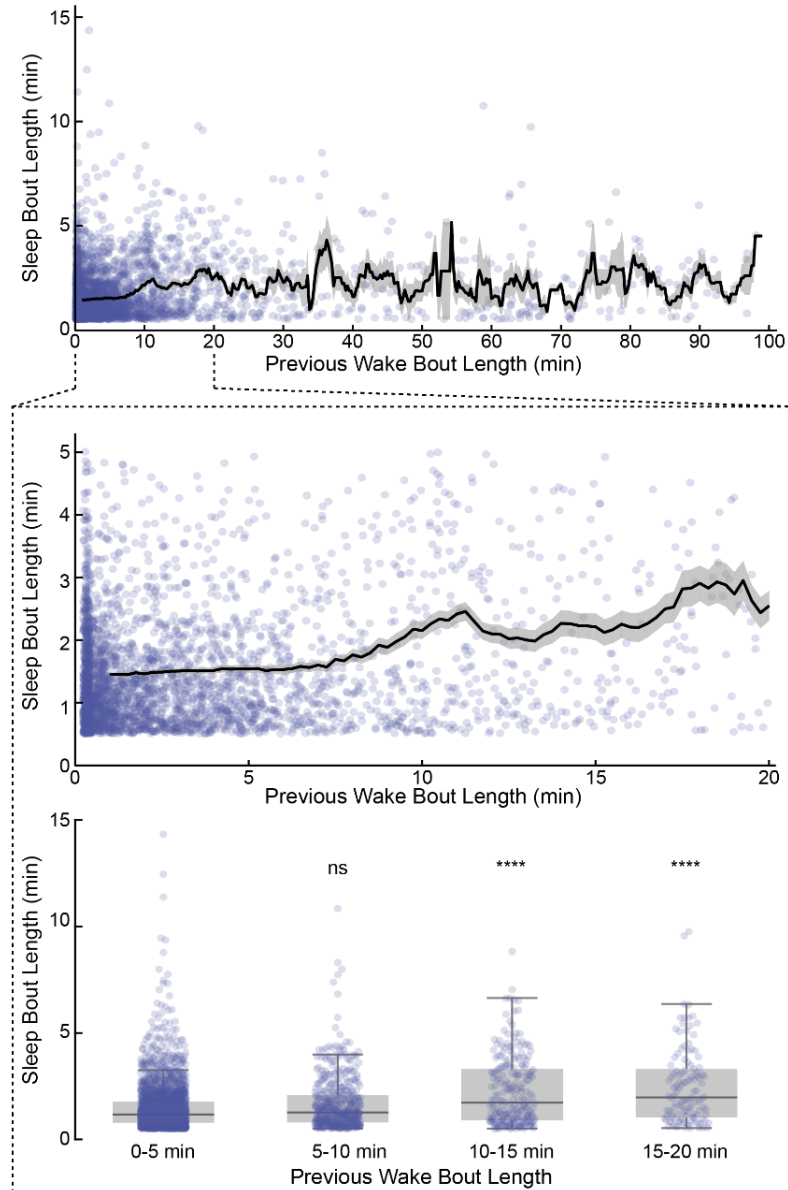 15
10
5
0
Sleep Bout Length (min)
0 10 20 30 40 50 60 70 80 90 100
Previous Wake Bout Length (min)
5
4
3
2
1
0
Sleep Bout Length (min)
0 5 10 15 20
Previous Wake Bout Length (min)
15
10
5
0
Sleep Bout Length (min)
ns **** ****
0-5 min 5-10 min 10-15 min 15-20 min
Previous Wake Bout Length